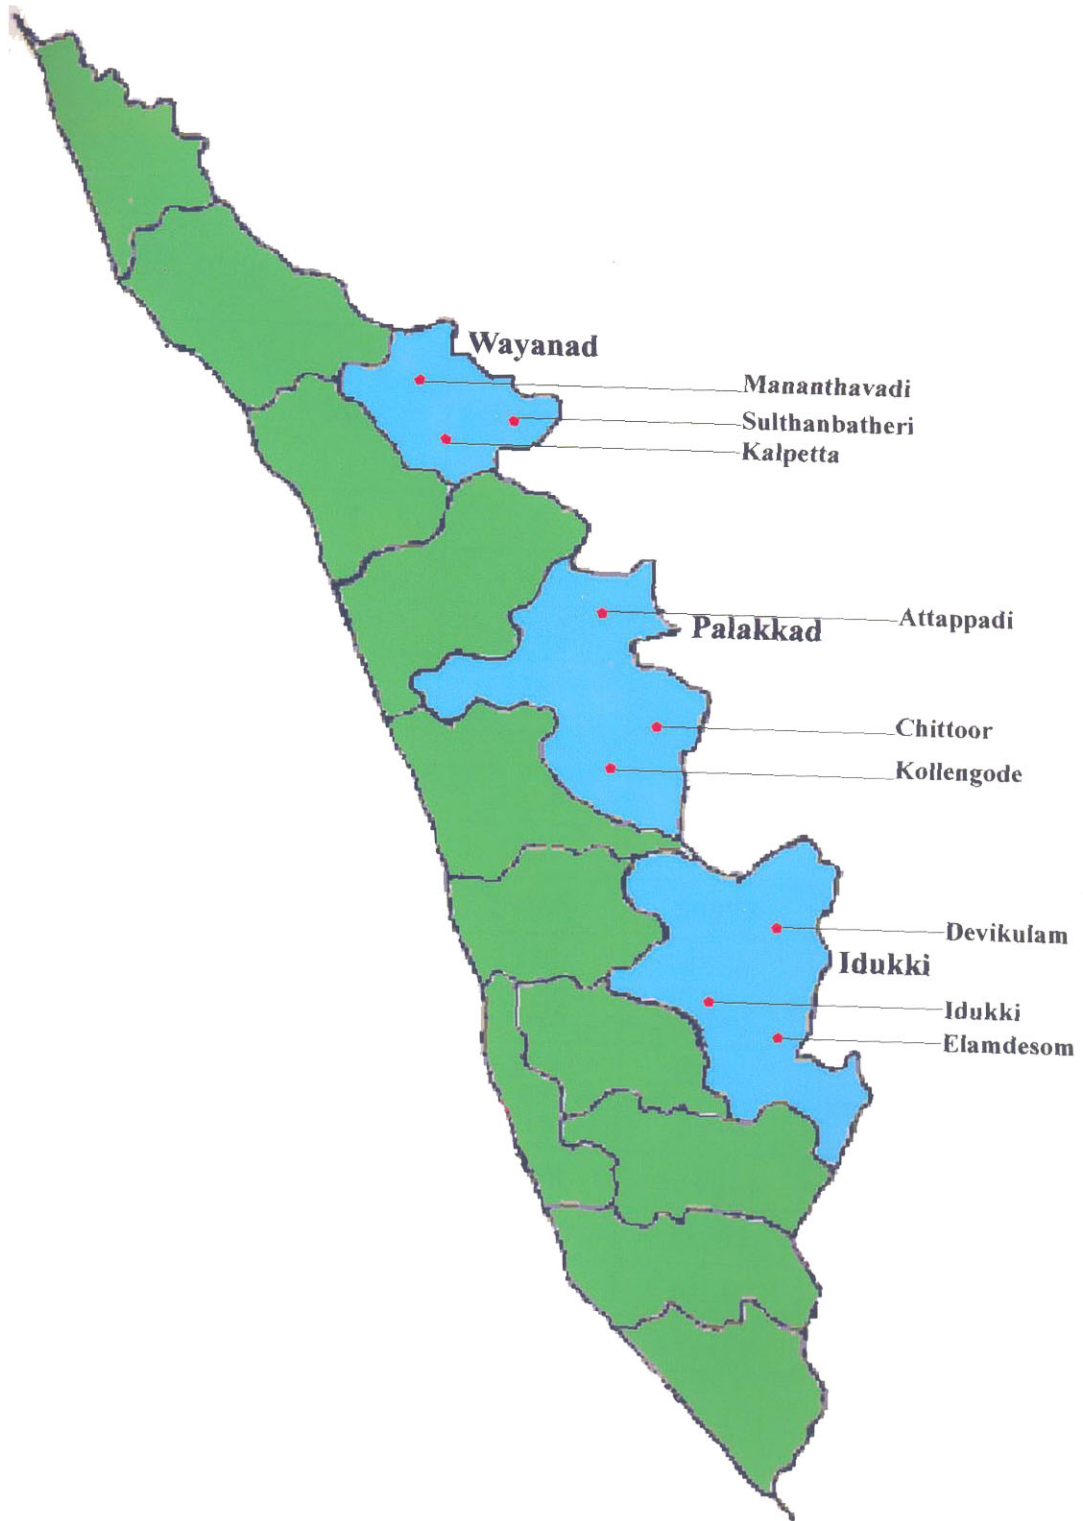 Wayanad
Mananthavadi
Sulthanbatheri
Kalpetta
Attappadi
Palakkad
Chittoor
Kollengode
Devikulam
Idukki
Idukki
Elamdesom